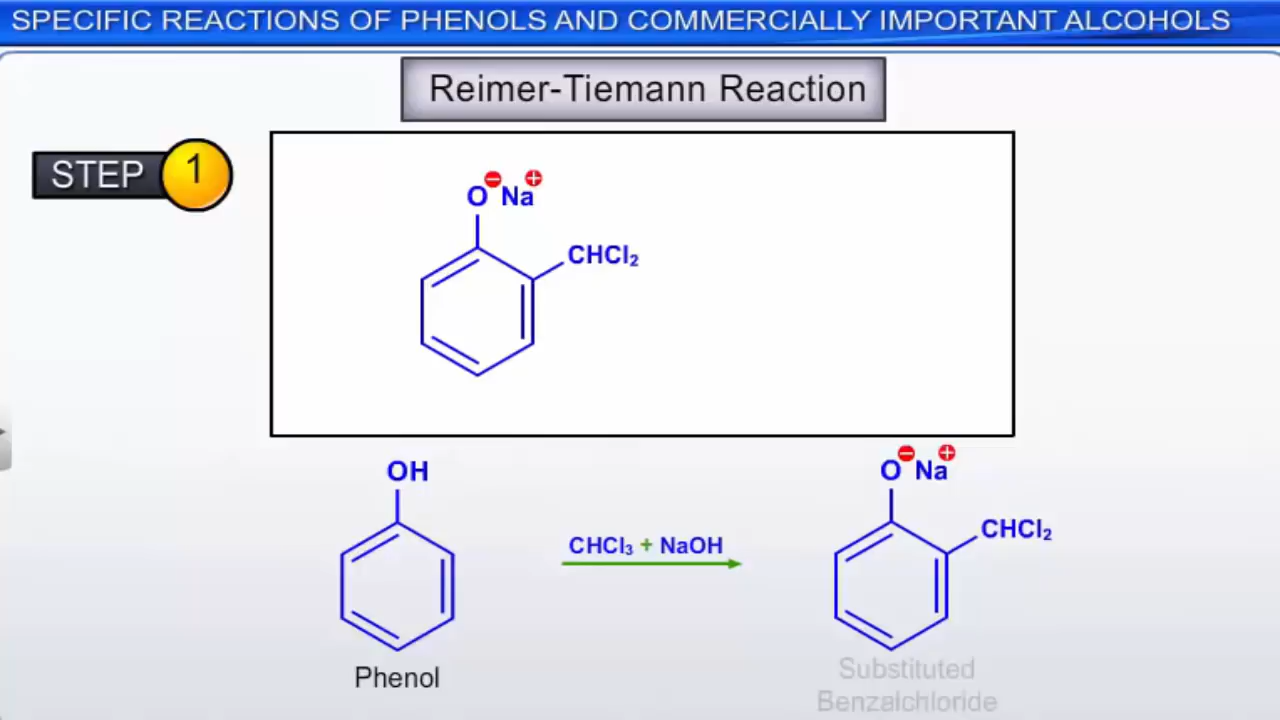 SPECIFIC REACTIONS OF PHENOLS AND COMMERCIALLY IMPORTANT ALCOHOLS
Reimer-Tiemann Reaction
STEP 1
O⊖Na⊕
CHCl₂
OH
O⊖Na⊕
CHCl₂
CHCl₃ + NaOH
Phenol
Substituted
Benzalchloride